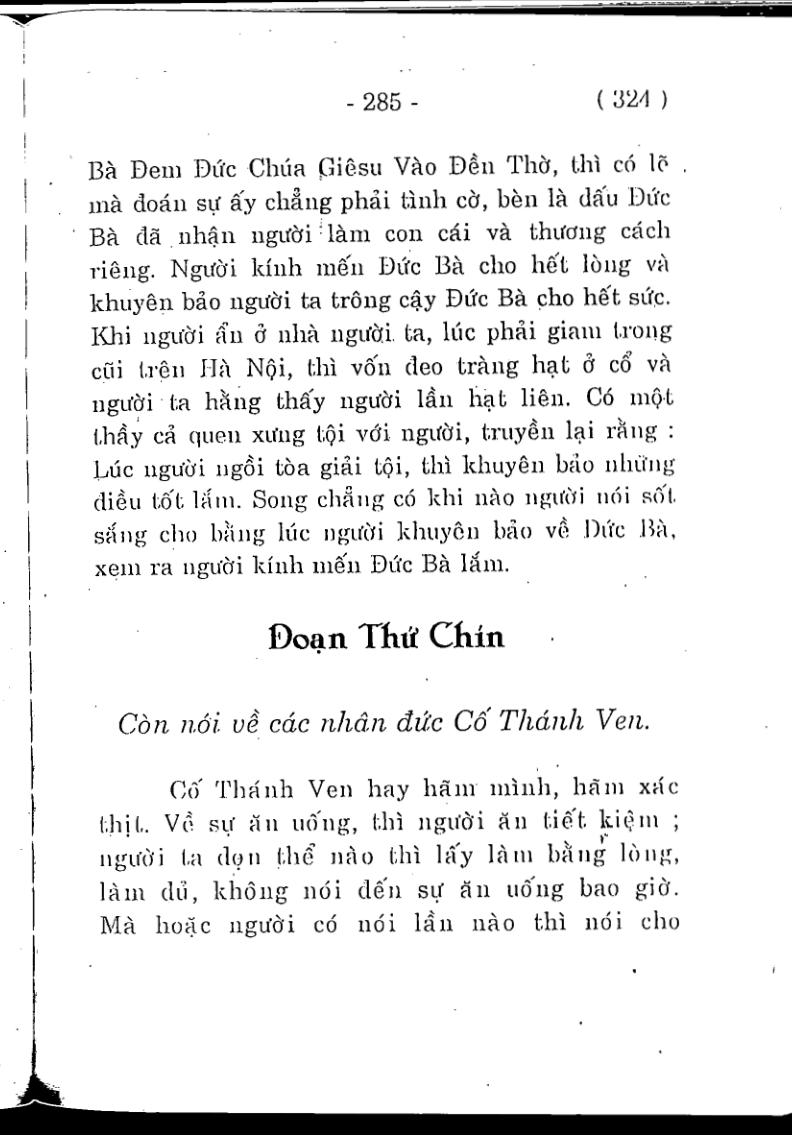 - 285 - ( 321 )
Bà Đem Đức Chúa Giêsu Vào Đền Thờ, thì có lẽ
mà đoán sự ấy chẳng phải tình cờ, bèn là dấu Đức
Bà đã nhận người làm con cái và thương cách
riêng. Người kính mến Đức Bà cho hết lòng và
khuyên bảo người ta trông cậy Đức Bà cho hết sức.
Khi người ẩn ở nhà người ta, lúc phải giam trong
cũi trên Hà Nội, thì vốn đeo tràng hạt ở cổ và
người ta hằng thấy người lần hạt liên. Có một
thầy cả quen xưng tội với người, truyền lại rằng :
Lúc người ngồi tòa giải tội, thì khuyên bảo những
điều tốt lắm. Song chẳng có khi nào người nói sốt
sắng cho bằng lúc người khuyên bảo về Đức Bà,
xem ra người kính mến Đức Bà lắm.
Đoạn Thứ Chín
Còn nói về các nhân đức Cố Thánh Ven.
Cố Thánh Ven hay hãm mình, hãm xác
thịt. Về sự ăn uống, thì người ăn tiết kiệm ;
người ta dọn thể nào thì lấy làm bằng lòng,
làm đủ, không nói đến sự ăn uống bao giờ.
Mà hoặc người có nói lần nào thì nói cho